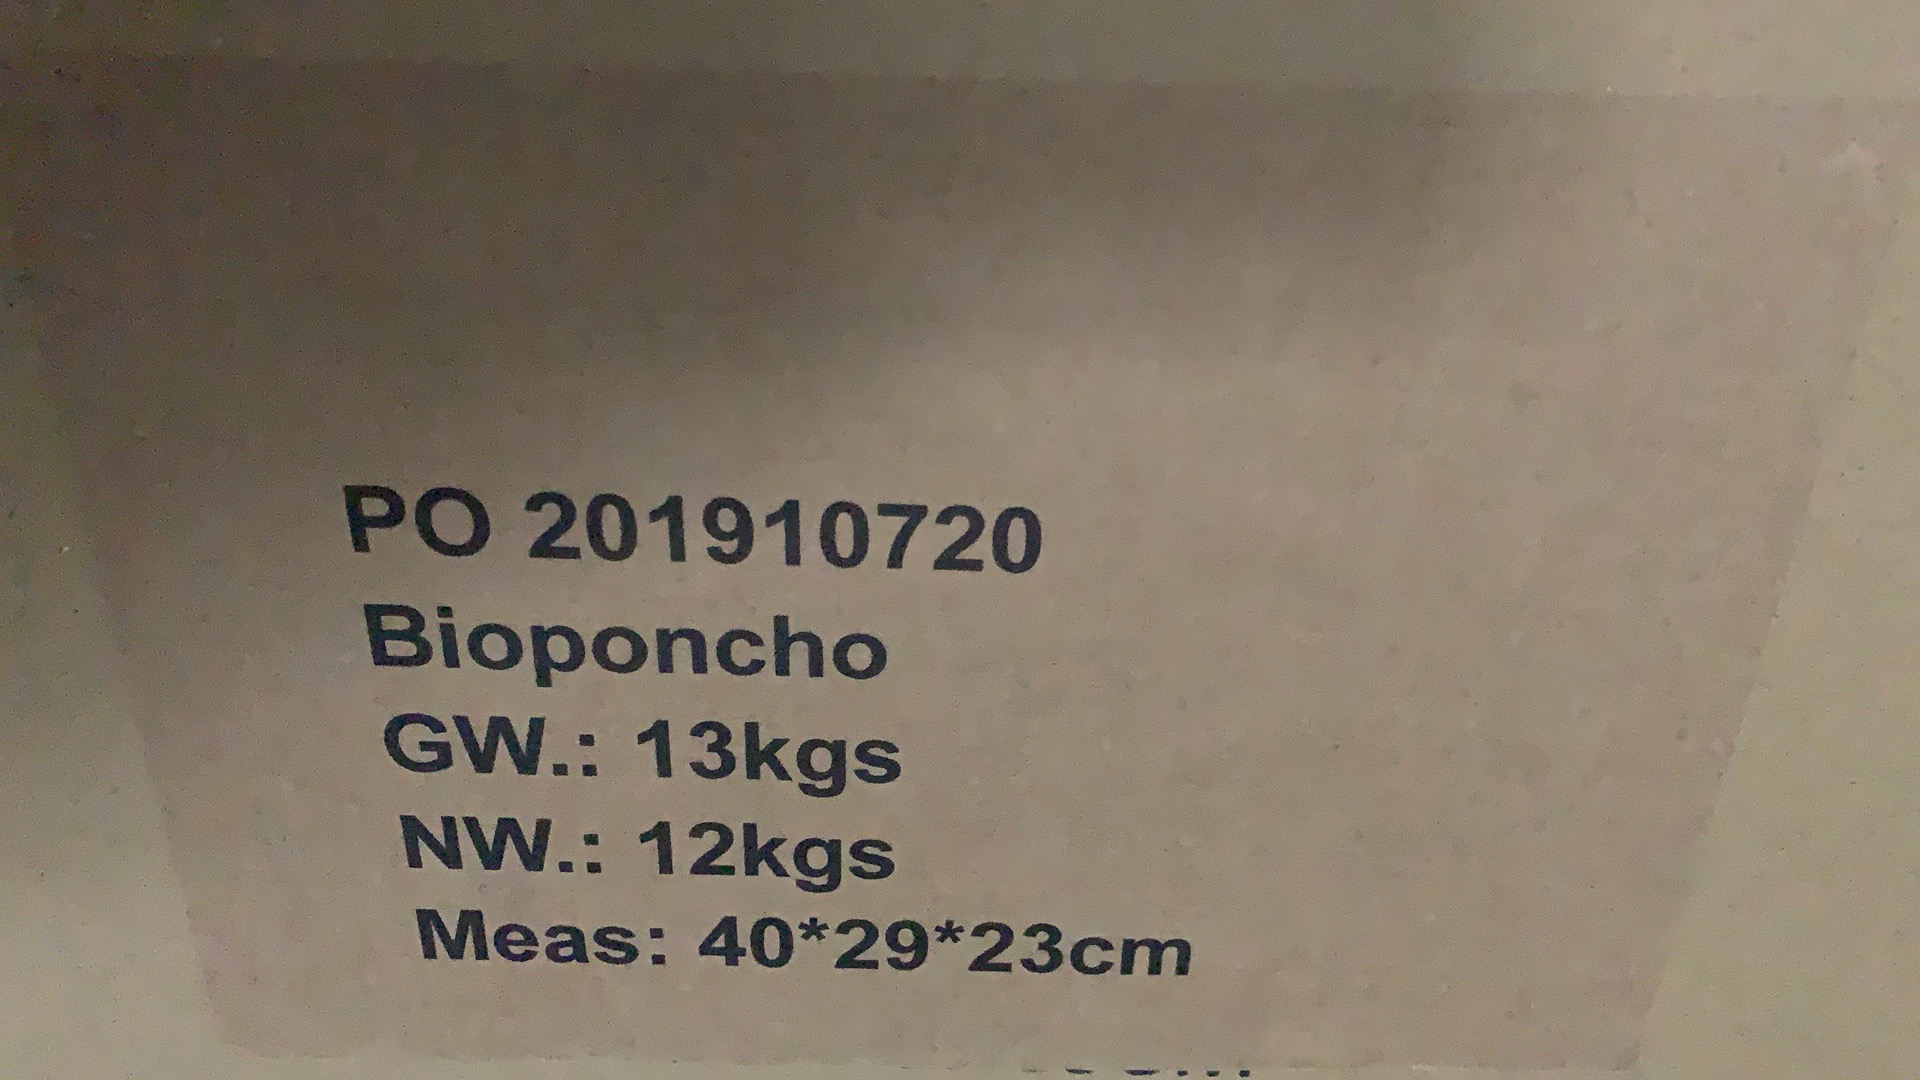 PO 201910720
Bioponcho
GW.: 13kgs
NW.: 12kgs
Meas: 40*29*23cm